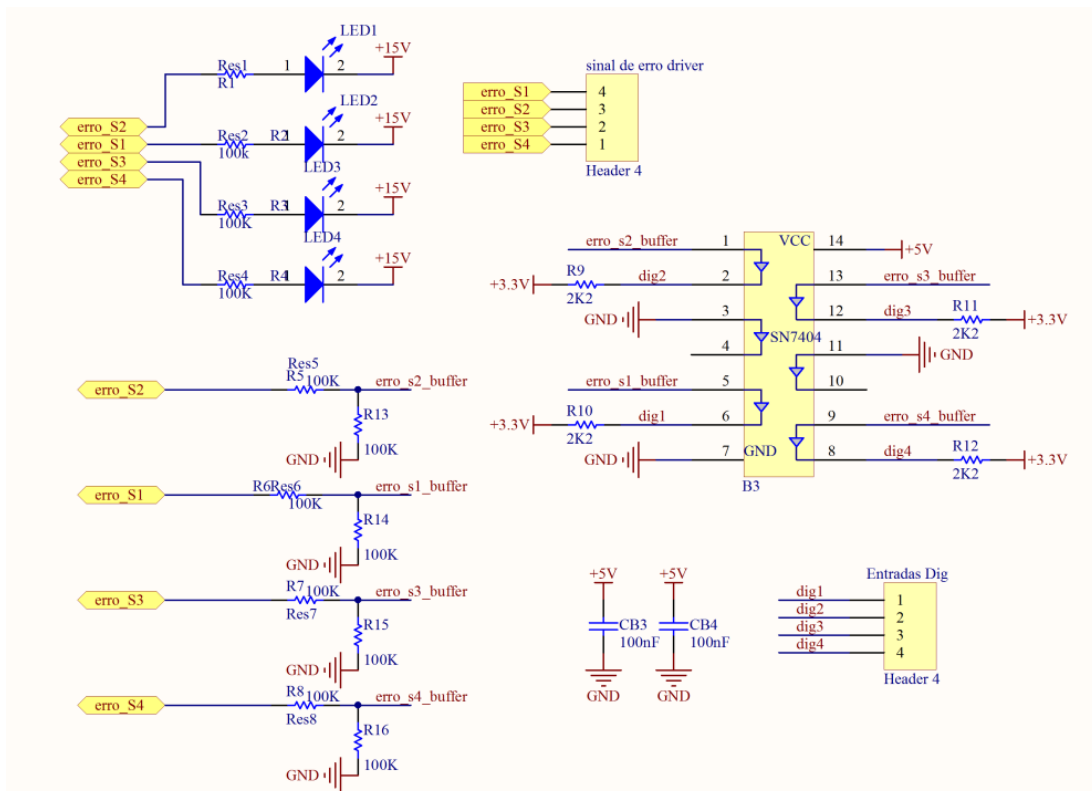 LED1
+15V
Res1
R1
1
2
LED2
+15V
erro_S2
erro_S1
erro_S3
erro_S4
Res2
100k
R2
1
2
LED3
+15V
Res3
100K
R3
1
2
LED4
+15V
Res4
100K
R4
1
2
sinal de erro driver
erro_S1 4
erro_S2 3
erro_S3 2
erro_S4 1
Header 4
erro_s2_buffer 1 VCC 14 +5V
+3.3V R9 dig2 2 13 erro_s3_buffer
2K2
GND 3 12 dig3 R11 +3.3V
2K2
SN7404
4 11 GND
erro_s1_buffer 5 10
+3.3V R10 dig1 6 9 erro_s4_buffer
2K2
GND 7 GND 8 dig4 R12 +3.3V
2K2
B3
erro_S2
Res5
R5 100K erro_s2_buffer
R13
100K
GND
erro_S1
R6 Res6 erro_s1_buffer
100K
R14
100K
GND
erro_S3
R7 100K erro_s3_buffer
Res7
R15
100K
GND
erro_S4
R8 100K erro_s4_buffer
Res8
R16
100K
GND
+5V +5V
CB3 CB4
100nF 100nF
GND GND
Entradas Dig
dig1 1
dig2 2
dig3 3
dig4 4
Header 4